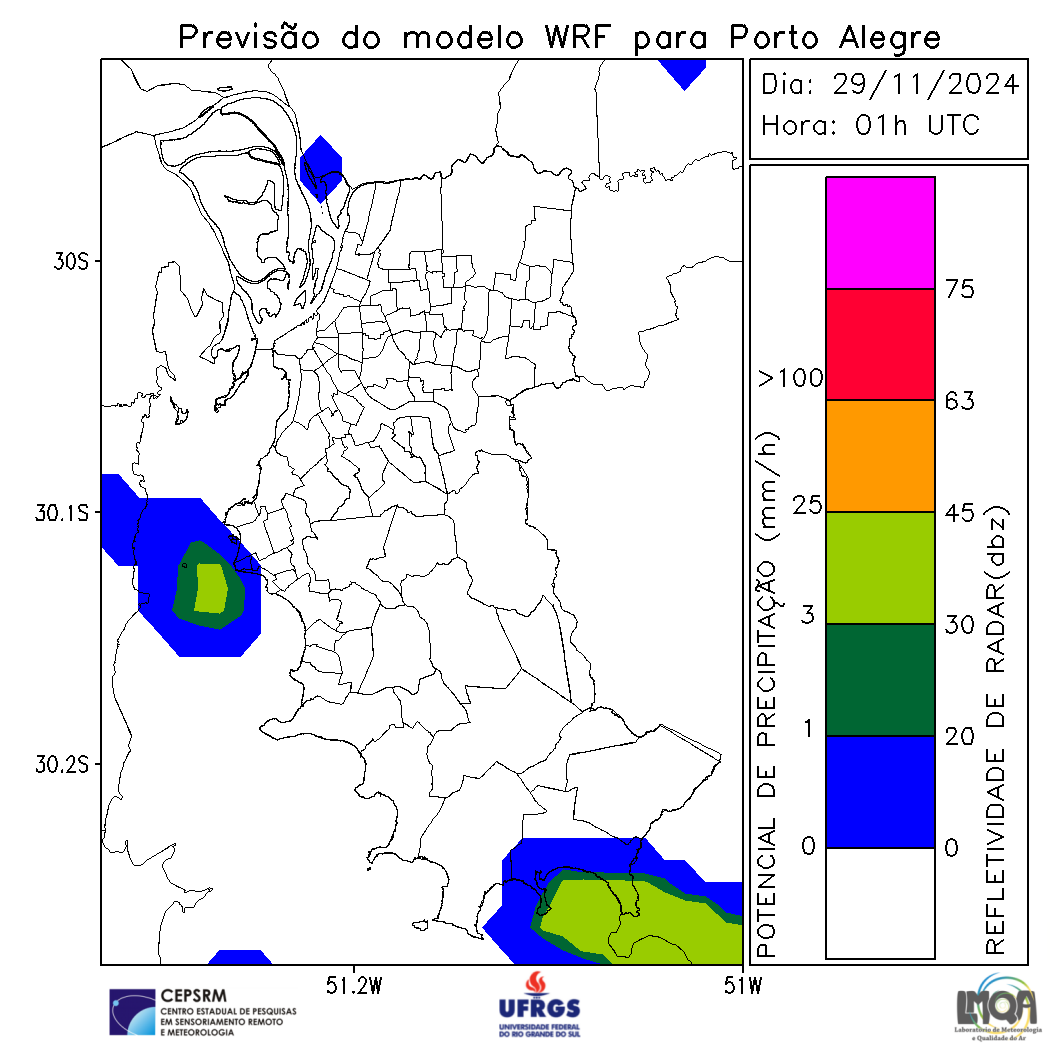 Previsão do modelo WRF para Porto Alegre
Dia: 29/11/2024
Hora: 01h UTC
30S
30.1S
30.2S
51.2W
51W
POTENCIAL DE PRECIPITAÇÃO (mm/h)
>100
25
3
1
0
75
63
45
30
20
0
REFLETIVIDADE DE RADAR(dbz)
CEPSRM
CENTRO ESTADUAL DE PESQUISAS
EM SENSORIAMENTO REMOTO
E METEOROLOGIA
UFRGS
UNIVERSIDADE FEDERAL
DO RIO GRANDE DO SUL
LMQA
Laboratório de Meteorologia
e Qualidade do Ar